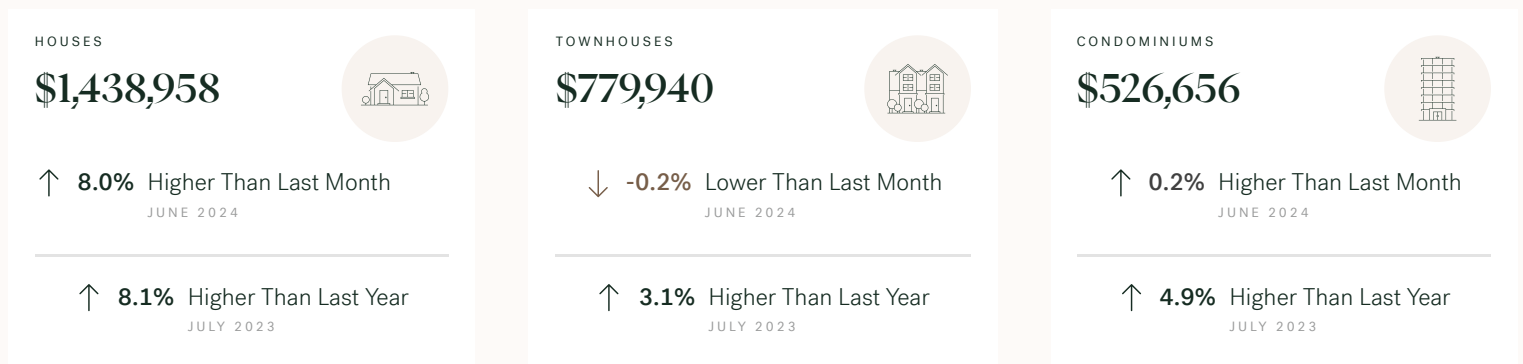 HOUSES
$1,438,958
8.0% Higher Than Last Month
JUNE 2024
8.1% Higher Than Last Year
JULY 2023
TOWNHOUSES
$779,940
-0.2% Lower Than Last Month
JUNE 2024
3.1% Higher Than Last Year
JULY 2023
CONDOMINIUMS
$526,656
0.2% Higher Than Last Month
JUNE 2024
4.9% Higher Than Last Year
JULY 2023